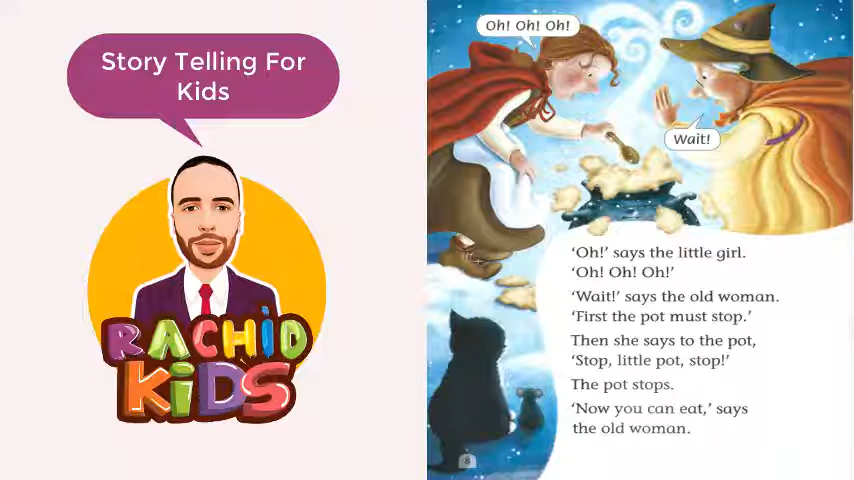 Story Telling For
Kids
RACHID
KiDS
Oh! Oh! Oh!
Wait!
‘Oh!’ says the little girl.
‘Oh! Oh! Oh!’
‘Wait!’ says the old woman.
‘First the pot must stop.’
Then she says to the pot,
‘Stop, little pot, stop!’
The pot stops.
‘Now you can eat,’ says
the old woman.
8